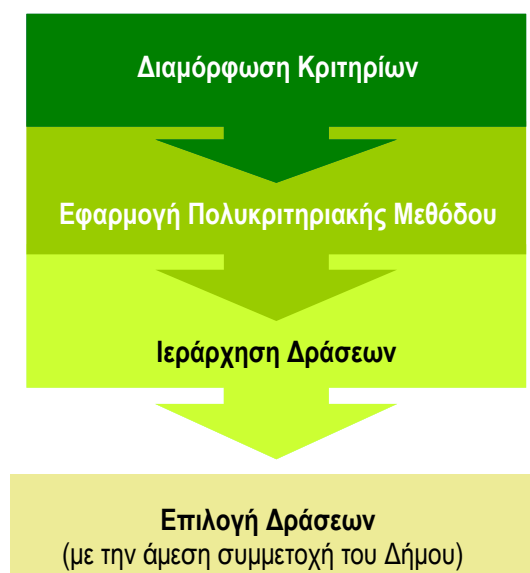 Διαμόρφωση Κριτηρίων
Εφαρμογή Πολυκριτηριακής Μεθόδου
Ιεράρχηση Δράσεων
Επιλογή Δράσεων
(με την άμεση συμμετοχή του Δήμου)